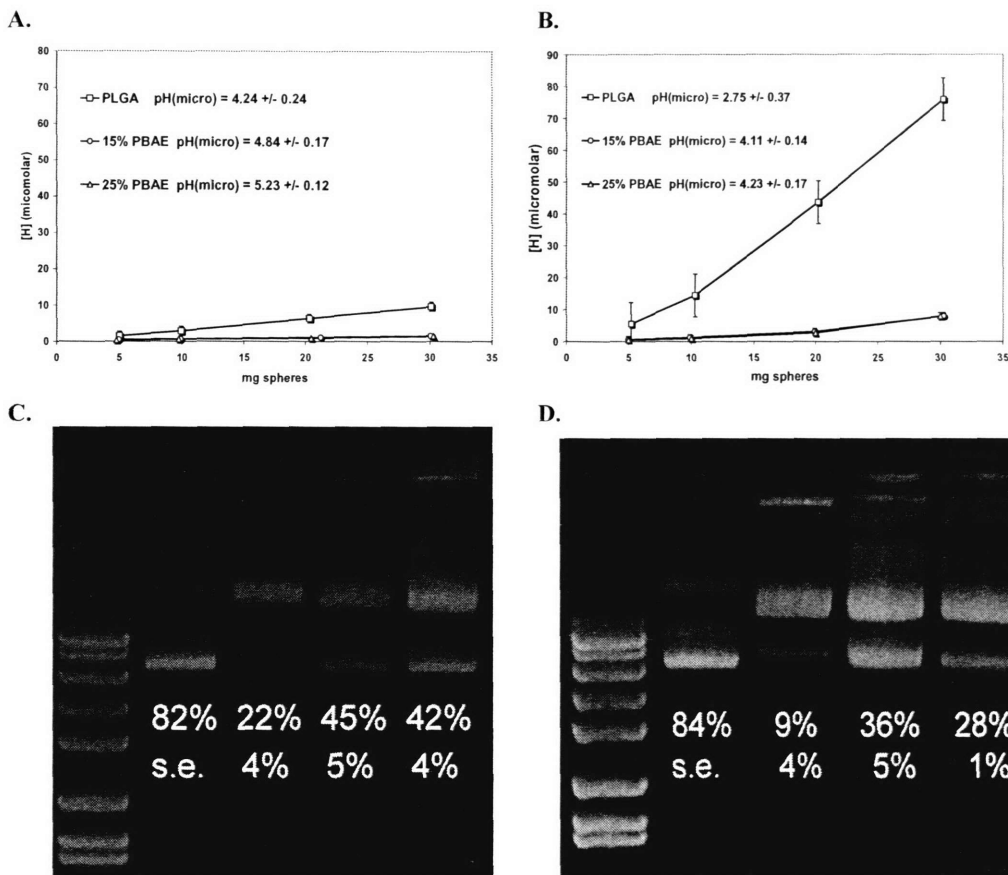 A.
80
70
60
50
40
30
20
10
0
[H] (micomolar)
PLGA pH(micro) = 4.24 +/- 0.24
15% PBAE pH(micro) = 4.84 +/- 0.17
25% PBAE pH(micro) = 5.23 +/- 0.12
0 5 10 15 20 25 30 35
mg spheres
B.
90
80
70
60
50
40
30
20
10
0
[H] (micromolar)
PLGA pH(micro) = 2.75 +/- 0.37
15% PBAE pH(micro) = 4.11 +/- 0.14
25% PBAE pH(micro) = 4.23 +/- 0.17
0 5 10 15 20 25 30 35
mg spheres
C.
82% 22% 45% 42%
s.e. 4% 5% 4%
D.
84% 9% 36% 28%
s.e. 4% 5% 1%